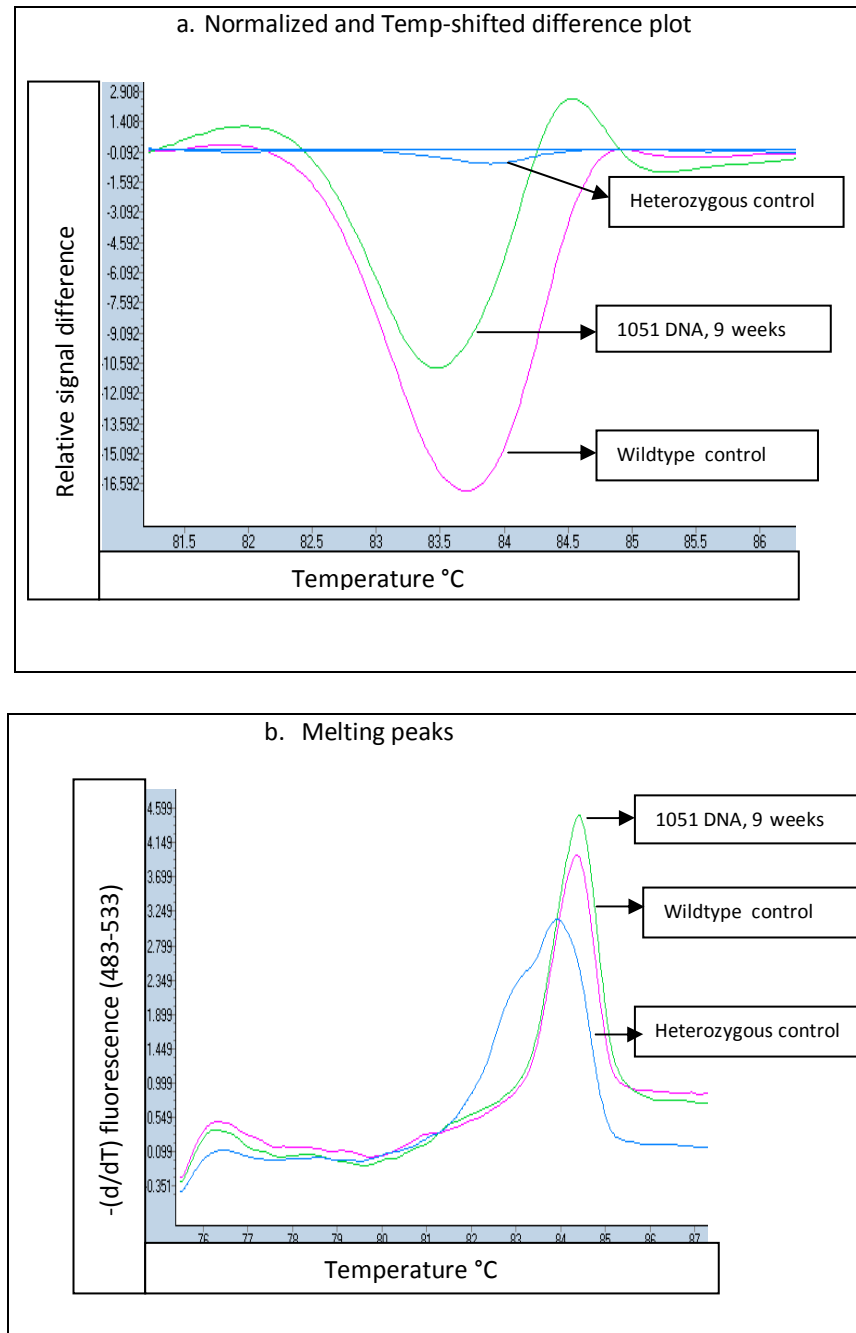 a. Normalized and Temp-shifted difference plot
Relative signal difference
2.908
1.408
-0.092
-1.592
-3.092
-4.592
-6.092
-7.592
-9.092
-10.592
-12.092
-13.592
-15.092
-16.592
Heterozygous control
1051 DNA, 9 weeks
Wildtype control
81.5 82 82.5 83 83.5 84 84.5 85 85.5 86
Temperature °C
b. Melting peaks
-(d/dT) fluorescence (483-533)
4.599
4.149
3.699
3.249
2.799
2.349
1.899
1.449
0.999
0.549
0.099
-0.351
1051 DNA, 9 weeks
Wildtype control
Heterozygous control
76 77 78 79 80 81 82 83 84 85 86 87
Temperature °C